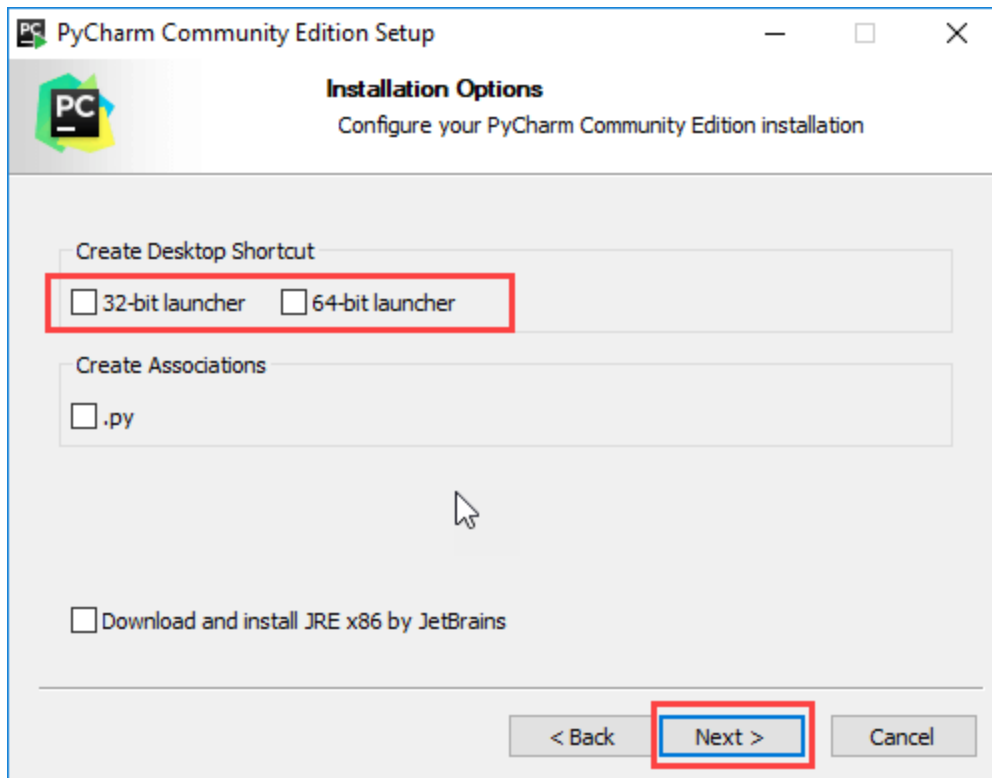 PyCharm Community Edition Setup
PC
Installation Options
Configure your PyCharm Community Edition installation
Create Desktop Shortcut
32-bit launcher 64-bit launcher
Create Associations
.py
Download and install JRE x86 by JetBrains
< Back Next > Cancel